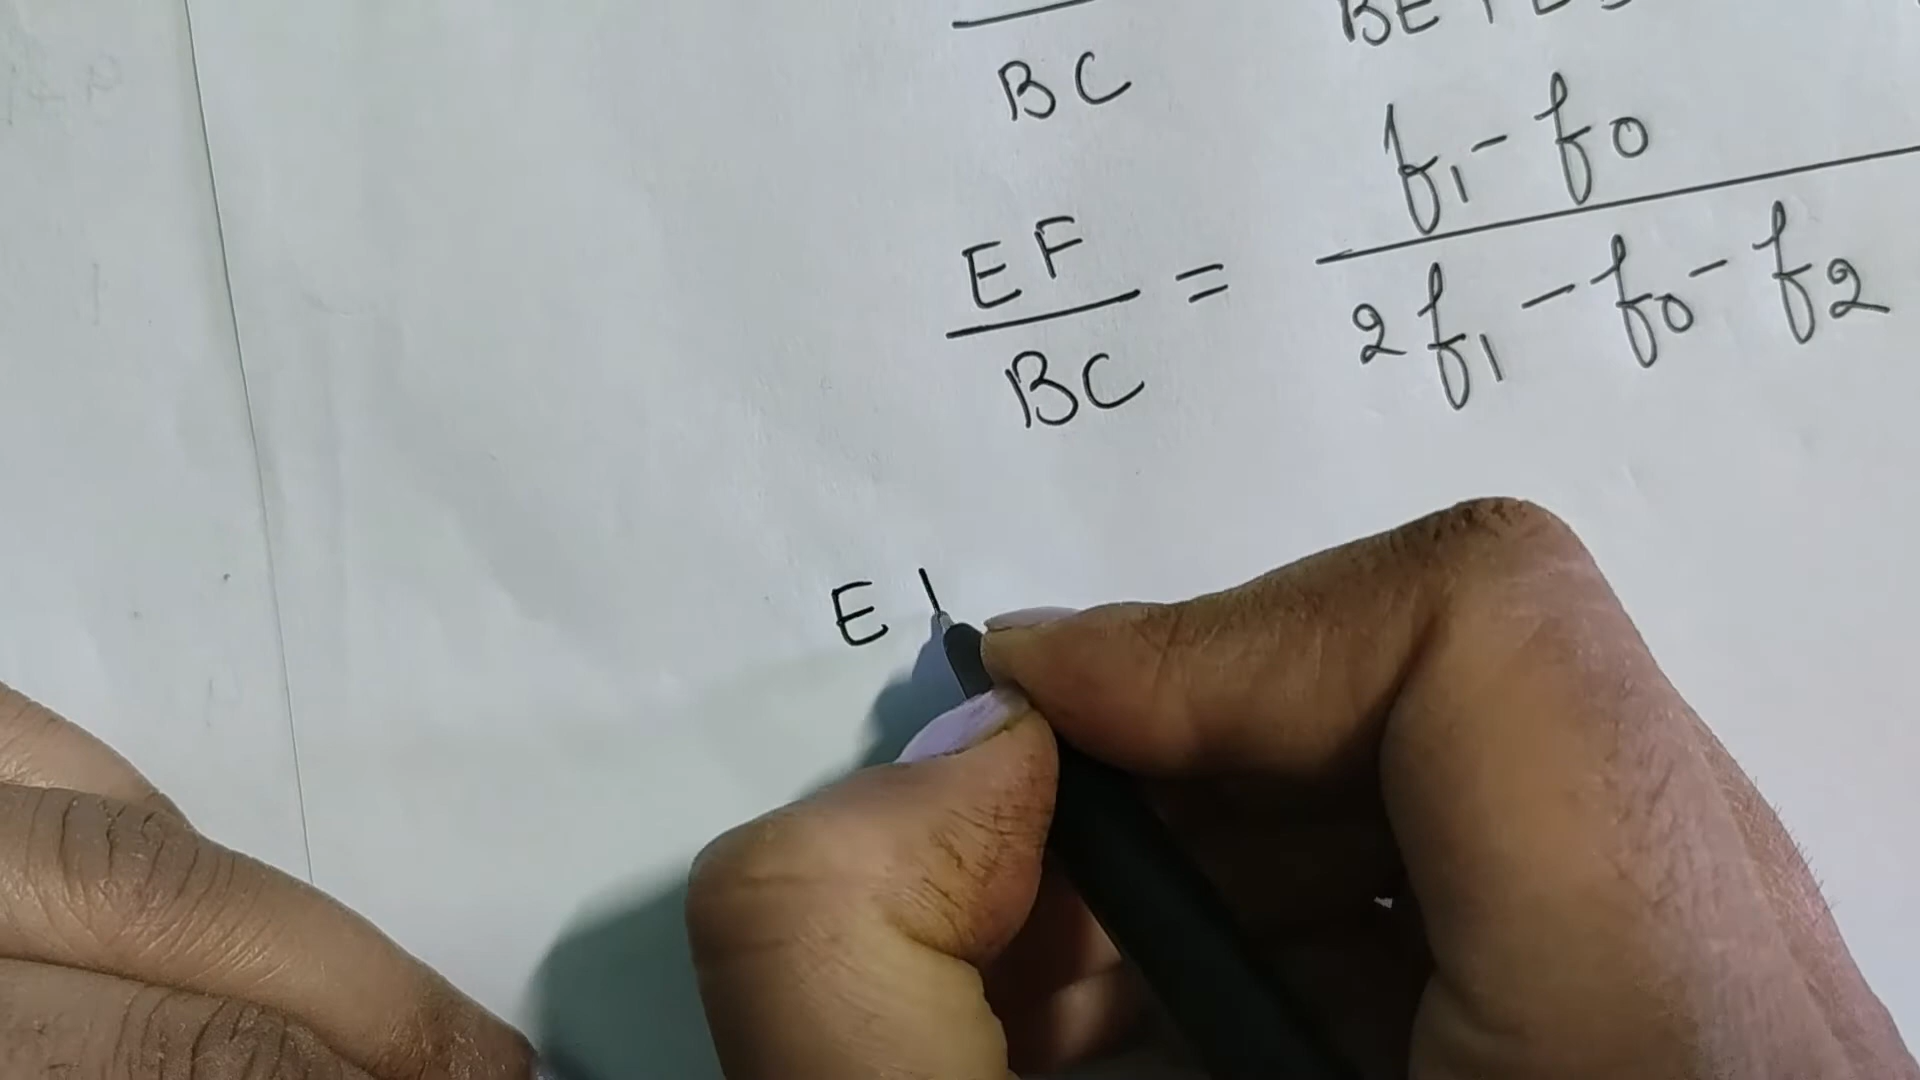 BC
EF/BC = (f₁ - f₀)/(2f₁ - f₀ - f₂)
E